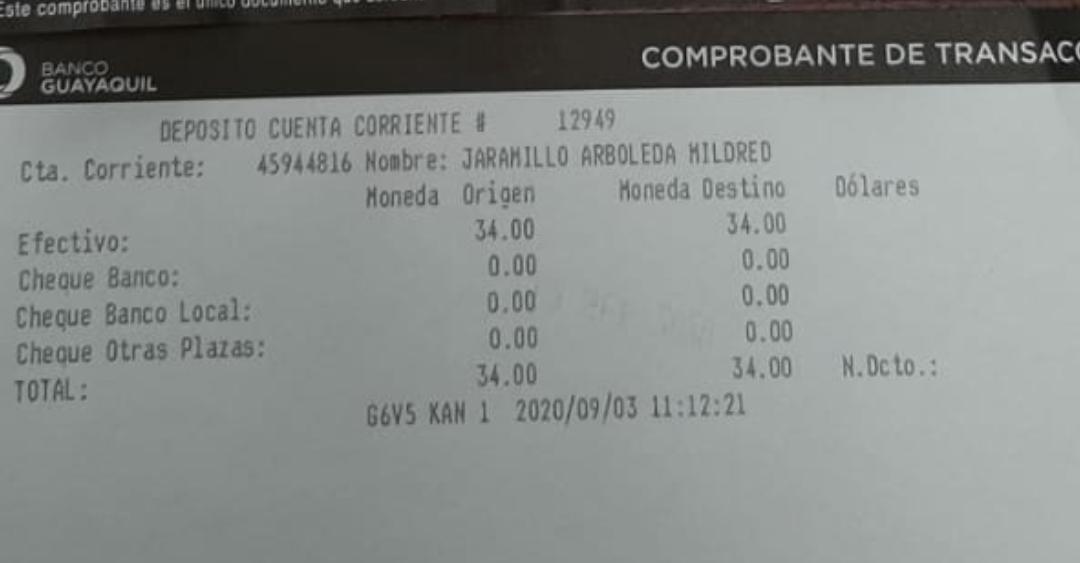 Este comprobante es el único documento que
BANCO
GUAYAQUIL
COMPROBANTE DE TRANSACC
DEPOSITO CUENTA CORRIENTE # 12949
Cta. Corriente: 45944816 Nombre: JARAMILLO ARBOLEDA MILDRED
Moneda Origen Moneda Destino Dólares
Efectivo: 34.00 34.00
Cheque Banco: 0.00 0.00
Cheque Banco Local: 0.00 0.00
Cheque Otras Plazas: 0.00 0.00
TOTAL: 34.00 34.00 N.Dcto.:
G6V5 KAN 1 2020/09/03 11:12:21